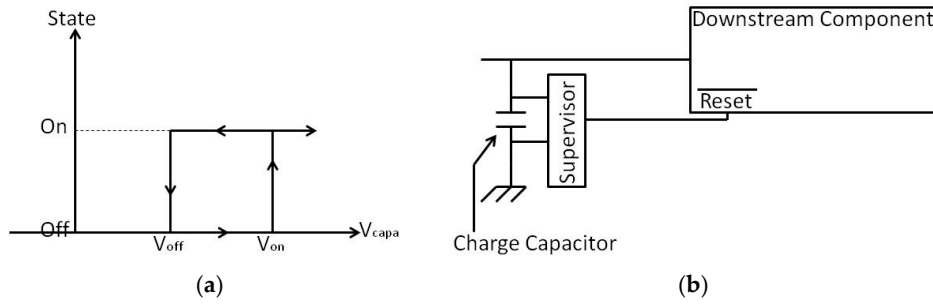 State
On
Off
Voff
Von
Vcapa
(a)
Downstream Component
Reset
Supervisor
Charge Capacitor
(b)